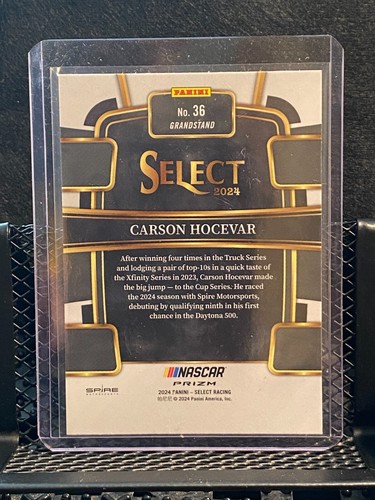 PANINI
No. 36
GRANDSTAND
SELECT
2024
CARSON HOCEVAR
After winning four times in the Truck Series
and lodging a pair of top-10s in a quick taste of
the Xfinity Series in 2023, Carson Hocevar made
the big jump — to the Cup Series. He raced
the 2024 season with Spire Motorsports,
debuting by qualifying ninth in his first
chance in the Daytona 500.
NASCAR
PRIZM
SPIRE
MOTORSPORTS
2024 PANINI – SELECT RACING
© 2024 Panini America, Inc.